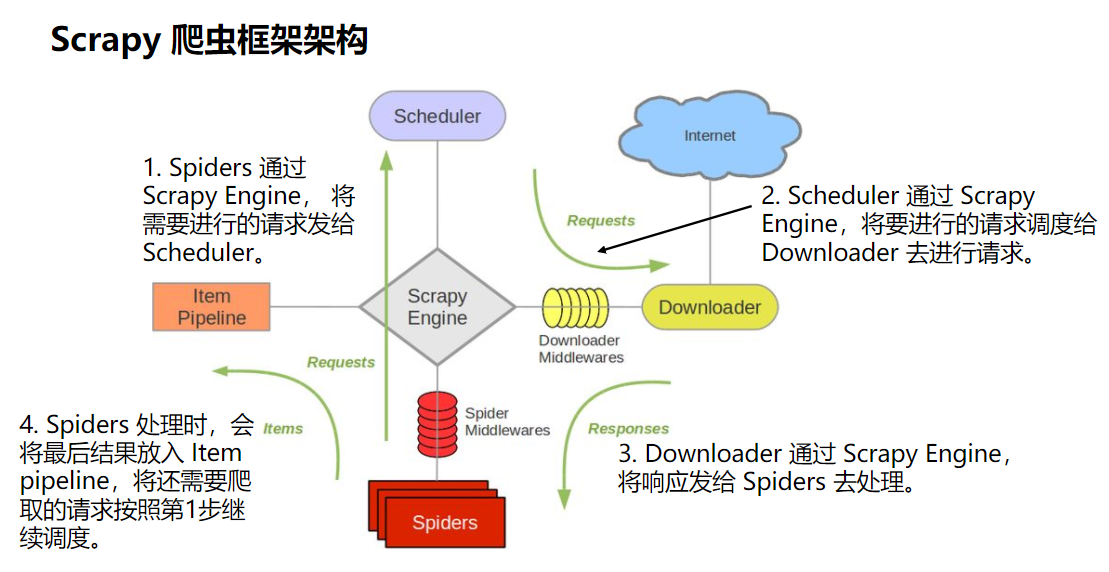 Scrapy 爬虫框架架构
Scheduler
Internet
1. Spiders 通过
Scrapy Engine， 将
需要进行的请求发给
Scheduler。
Requests
2. Scheduler 通过 Scrapy
Engine，将要进行的请求调度给
Downloader 去进行请求。
Item
Pipeline
Scrapy
Engine
Downloader
Downloader
Middlewares
Requests
4. Spiders 处理时，会
将最后结果放入 Item
pipeline，将还需要爬
取的请求按照第1步继
续调度。
Items
Spider
Middlewares
Responses
3. Downloader 通过 Scrapy Engine，
将响应发给 Spiders 去处理。
Spiders